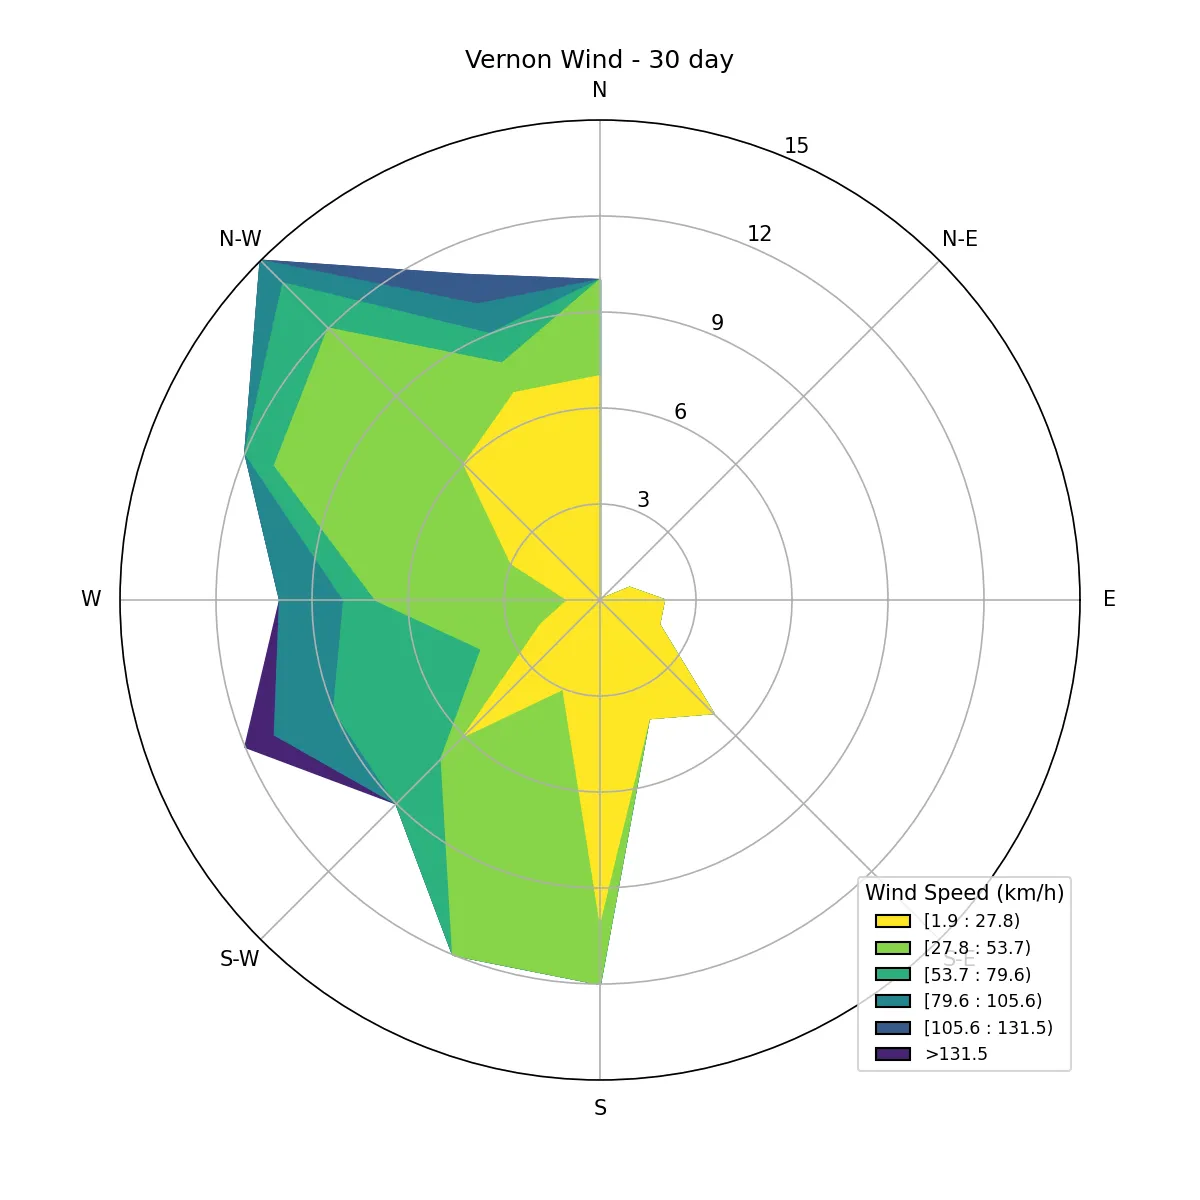 Vernon Wind - 30 day
N
15
12
N-W
N-E
9
6
3
W
E
Wind Speed (km/h)
[1.9 : 27.8)
[27.8 : 53.7)
S-W
S-E
[53.7 : 79.6)
[79.6 : 105.6)
[105.6 : 131.5)
>131.5
S